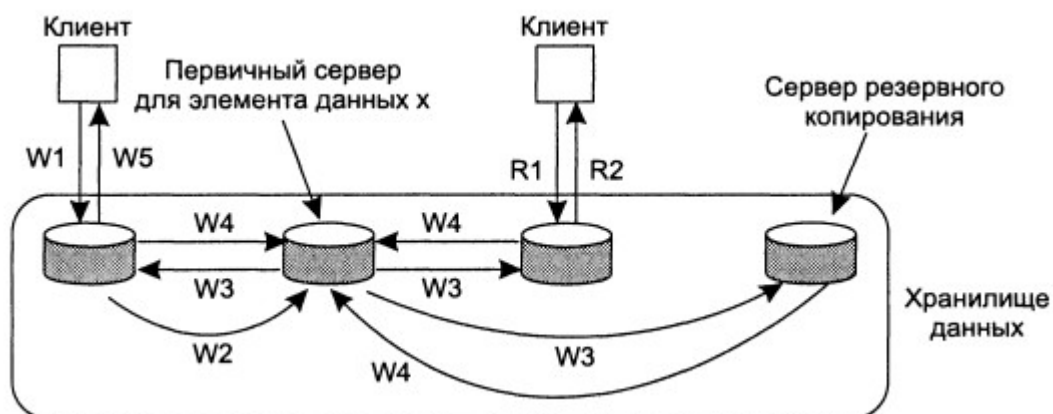 Клиент
Клиент
Первичный сервер
для элемента данных x
Сервер резервного
копирования
W1
W5
R1
R2
W4
W4
W3
W3
W2
W3
W4
Хранилище
данных